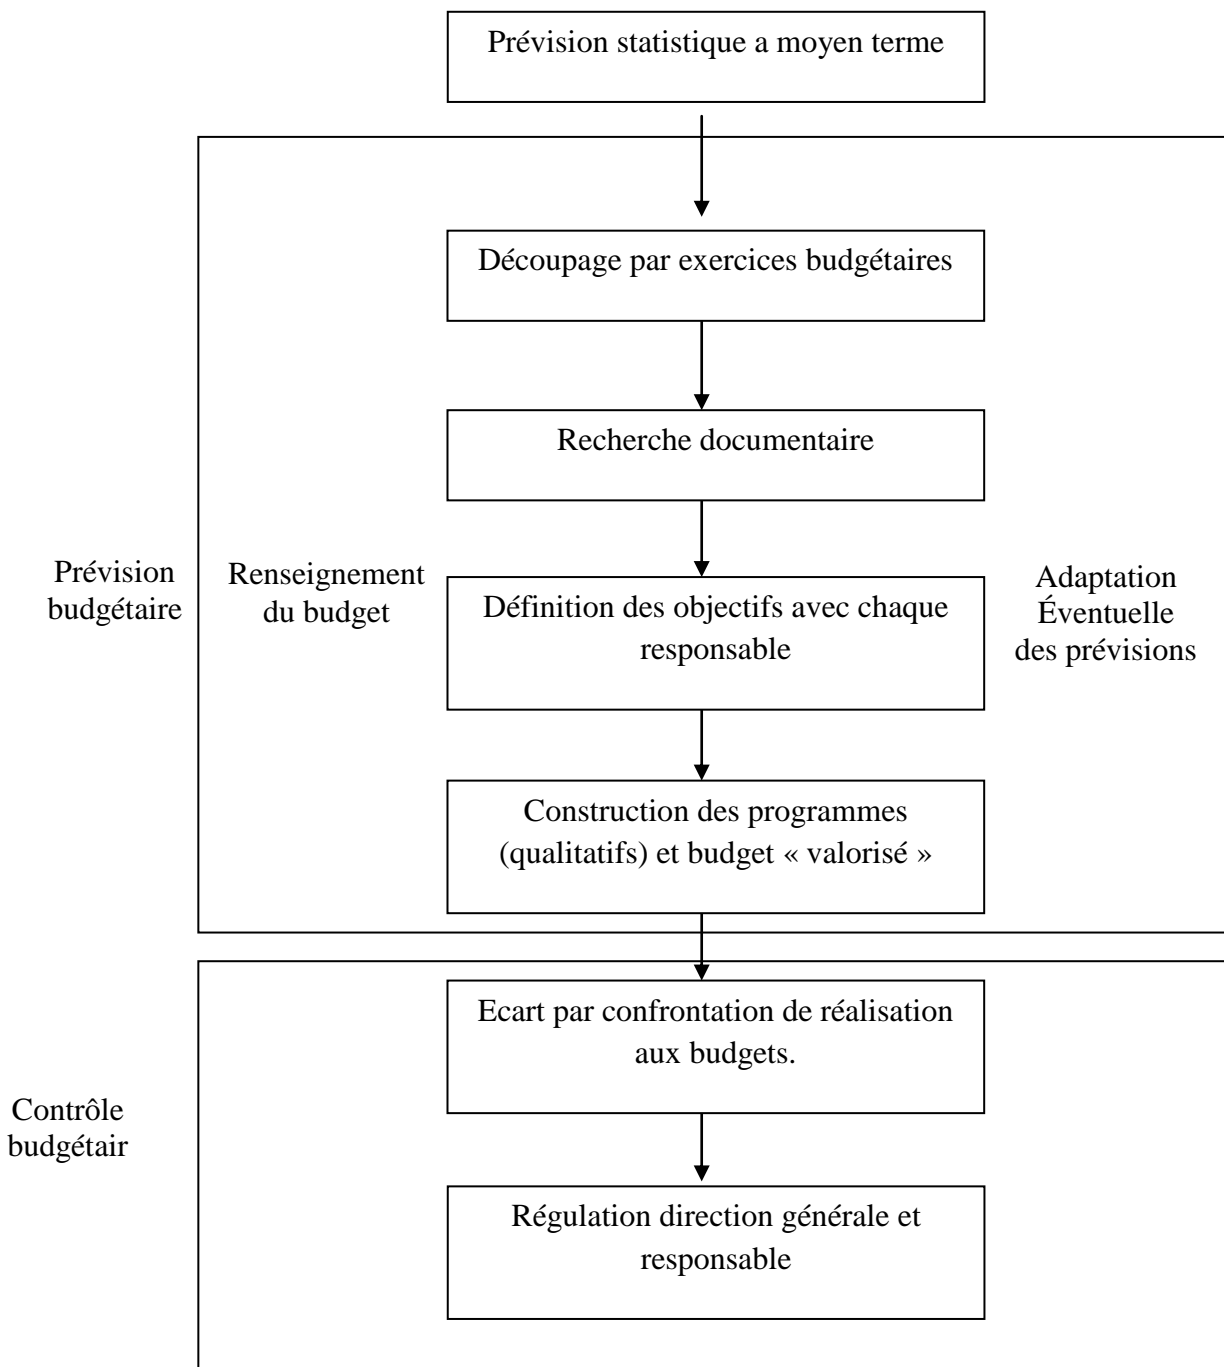 Prévision statistique a moyen terme
Découpage par exercices budgétaires
Recherche documentaire
Prévision
budgétaire
Renseignement
du budget
Définition des objectifs avec chaque
responsable
Adaptation
Éventuelle
des prévisions
Construction des programmes
(qualitatifs) et budget « valorisé »
Ecart par confrontation de réalisation
aux budgets.
Contrôle
budgétair
Régulation direction générale et
responsable